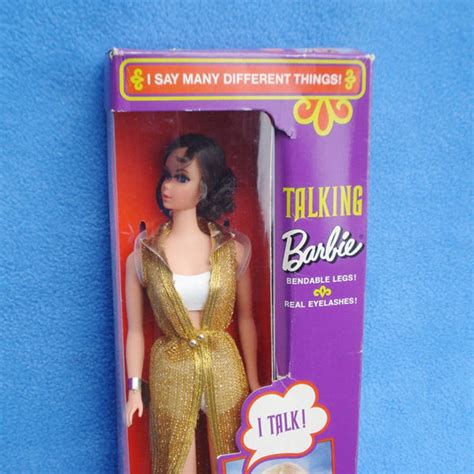 I SAY MANY DIFFERENT THINGS!
TALKING
Barbie
BENDABLE LEGS!
REAL EYELASHES!
I TALK!